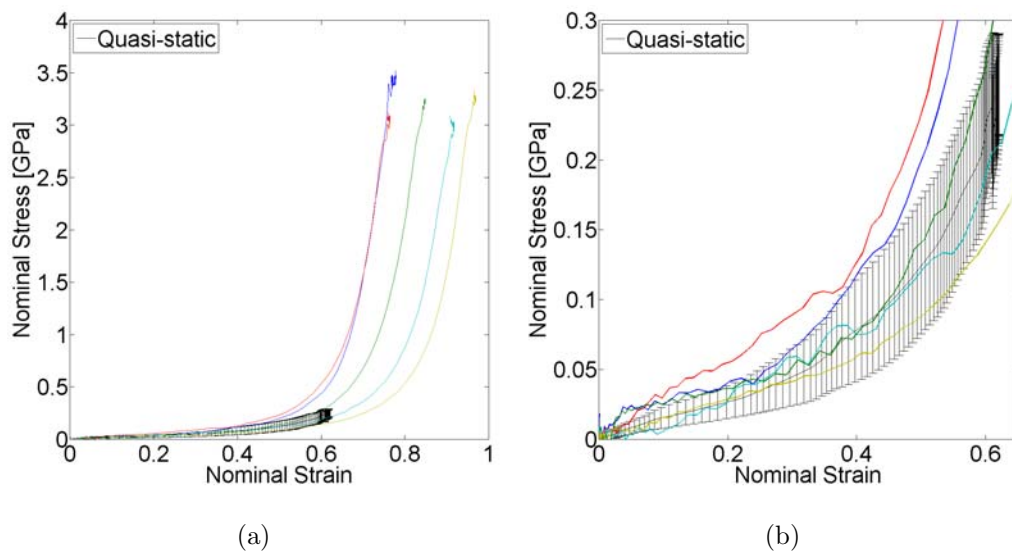 4
3.5
3
2.5
2
1.5
1
0.5
0
Nominal Stress [GPa]
Quasi-static
0 0.2 0.4 0.6 0.8 1
Nominal Strain
(a)
0.3
0.25
0.2
0.15
0.1
0.05
0
Nominal Stress [GPa]
Quasi-static
0 0.2 0.4 0.6
Nominal Strain
(b)